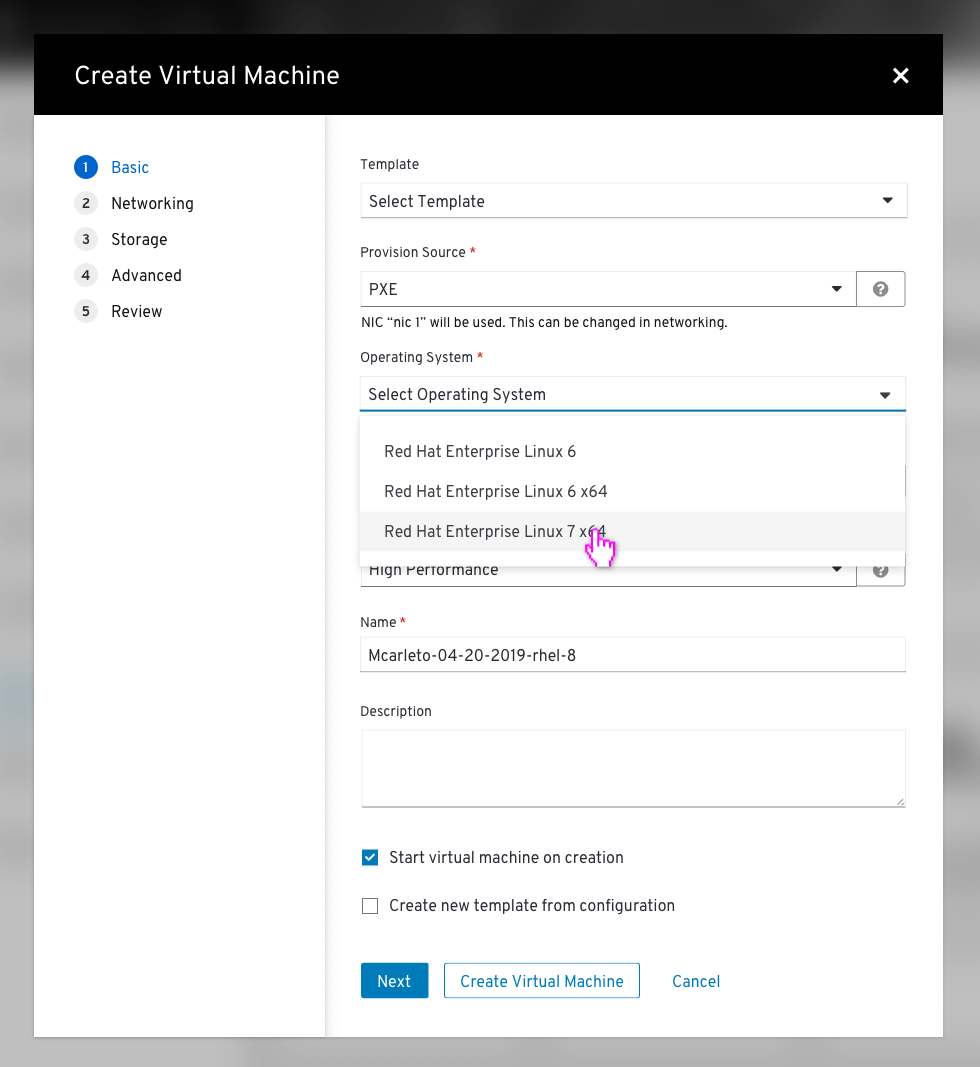 Create Virtual Machine
1 Basic
2 Networking
3 Storage
4 Advanced
5 Review
Template
Select Template
Provision Source *
PXE
NIC “nic 1” will be used. This can be changed in networking.
Operating System *
Select Operating System
Red Hat Enterprise Linux 6
Red Hat Enterprise Linux 6 x64
Red Hat Enterprise Linux 7 x64
High Performance
Name *
Mcarleto-04-20-2019-rhel-8
Description
Start virtual machine on creation
Create new template from configuration
Next Create Virtual Machine Cancel